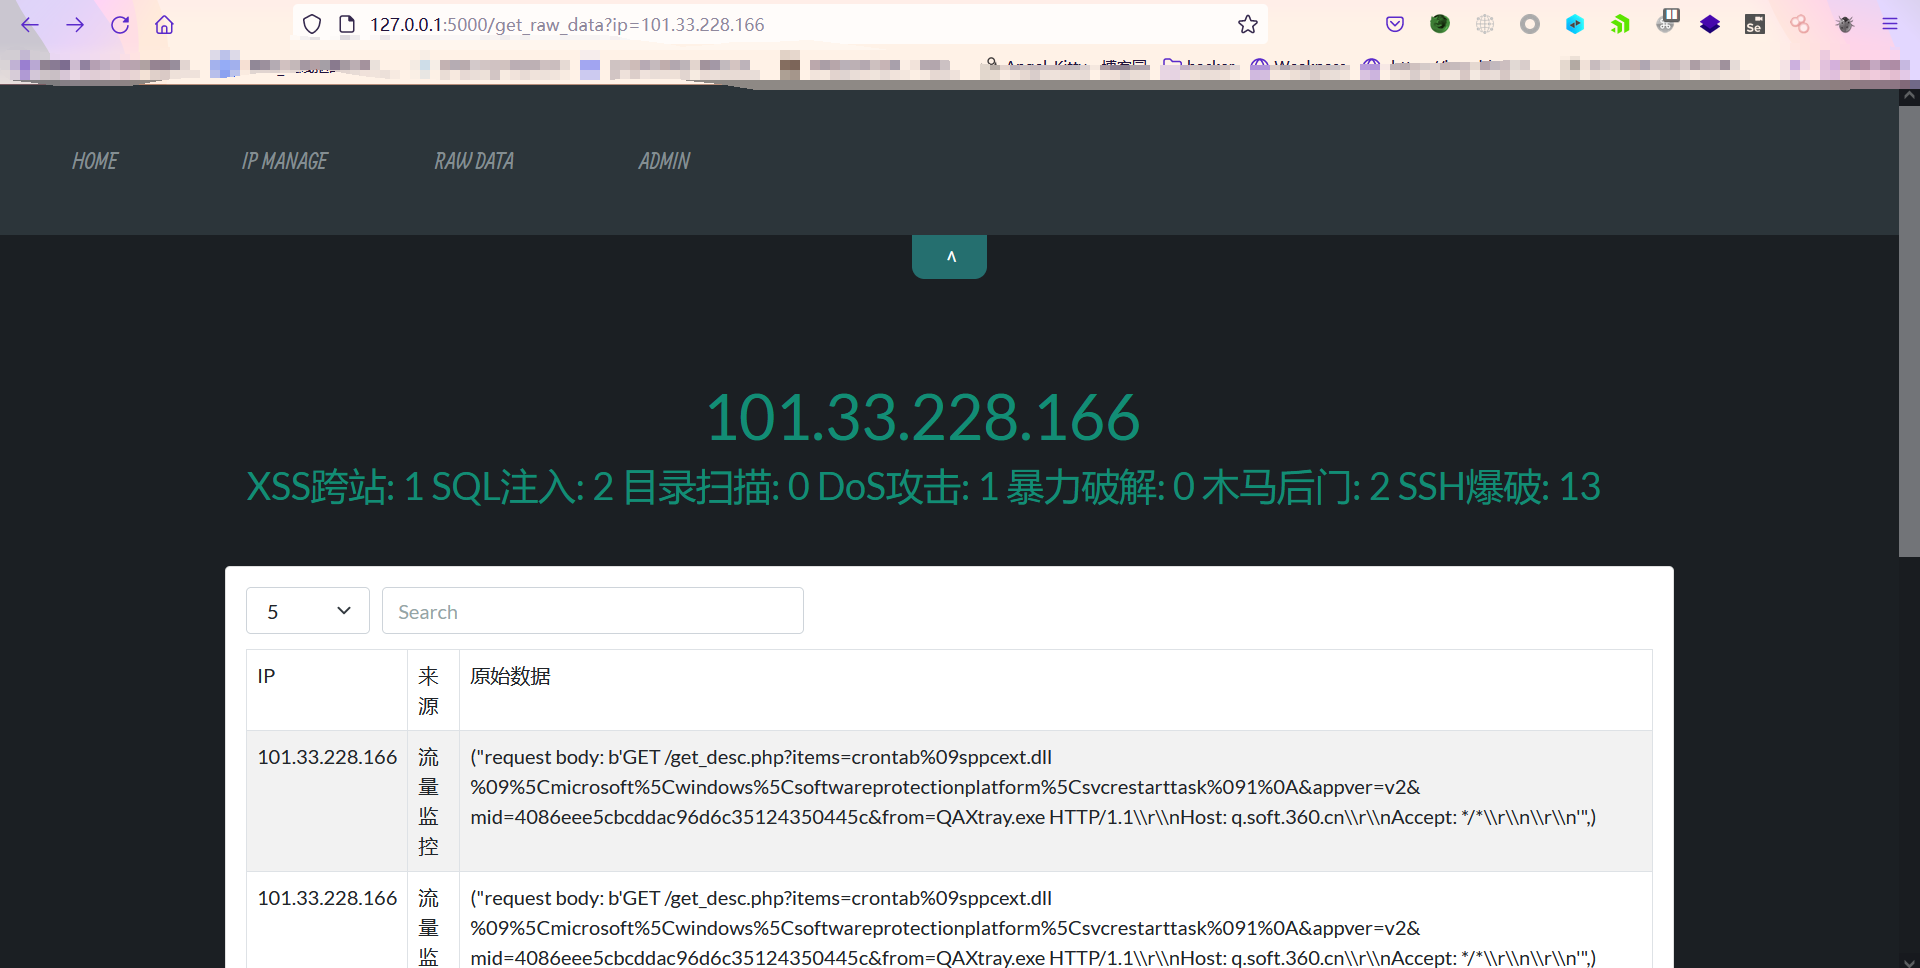 127.0.0.1:5000/get_raw_data?ip=101.33.228.166
Se
HOME IP MANAGE RAW DATA ADMIN
^
101.33.228.166
XSS跨站: 1 SQL注入: 2 目录扫描: 0 DoS攻击: 1 暴力破解: 0 木马后门: 2 SSH爆破: 13
5 Search
IP 来源 原始数据
101.33.228.166 流量监控 ("request body: b'GET /get_desc.php?items=crontab%09sppcext.dll
%09%5Cmicrosoft%5Cwindows%5Csoftwareprotectionplatform%5Csvcrestarttask%091%0A&appver=v2&
mid=4086eee5cbcddac96d6c35124350445c&from=QAXtray.exe HTTP/1.1\\r\\nHost: q.soft.360.cn\\r\\nAccept: */*\\r\\n\\r\\n'",)
101.33.228.166 流量监 ("request body: b'GET /get_desc.php?items=crontab%09sppcext.dll
%09%5Cmicrosoft%5Cwindows%5Csoftwareprotectionplatform%5Csvcrestarttask%091%0A&appver=v2&
mid=4086eee5cbcddac96d6c35124350445c&from=QAXtray.exe HTTP/1.1\\r\\nHost: q.soft.360.cn\\r\\nAccept: */*\\r\\n\\r\\n'",)